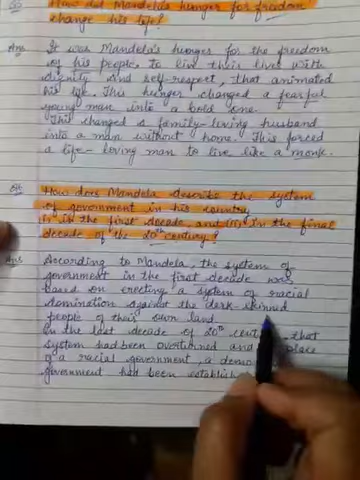 Q5 How did Mandela's hunger for freedom
change his life?
Ans It was Mandela's hunger for the freedom
of his people to live their lives with
dignity and self-respect, that animated
his life. This hunger changed a fearful
young man into a bold one.
This changed a family-loving husband
into a man without home. This forced
a life-loving man to live like a monk.
How does Mandela describe the system
of government in his country
in the first decade, and in the final
decade of the 20th century?
Ans According to Mandela, the system of
government in the first decade was
based on erecting a system of racial
domination against the dark-skinned
people of their own land.
In the last decade of 20th that
system had been overturned and place
of a racial government, a
government had been